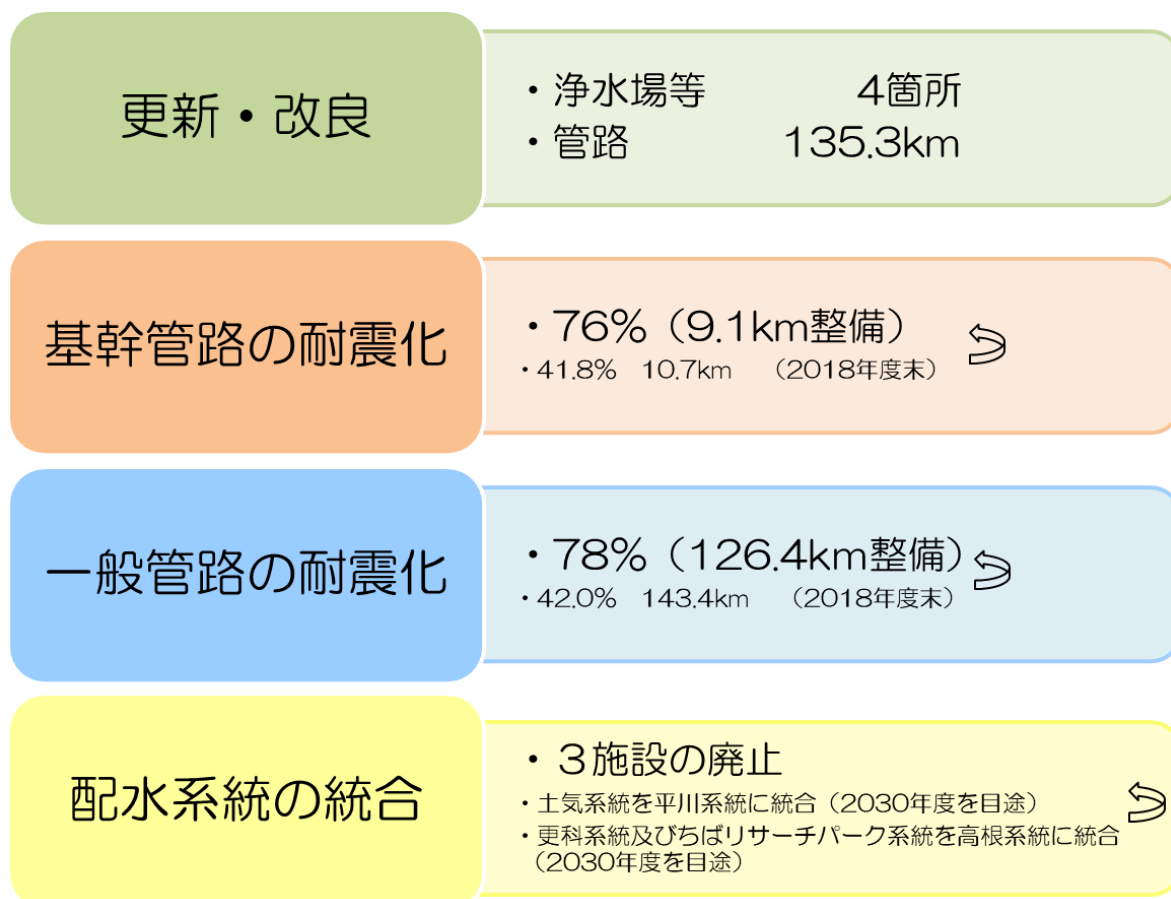 更新・改良
・浄水場等 4箇所
・管路 135.3km
基幹管路の耐震化
・76%（9.1km整備）
・41.8% 10.7km （2018年度末）
一般管路の耐震化
・78%（126.4km整備）
・42.0% 143.4km （2018年度末）
配水系統の統合
・３施設の廃止
・土気系統を平川系統に統合（2030年度を目途）
・更科系統及びちばリサーチパーク系統を高根系統に統合
（2030年度を目途）